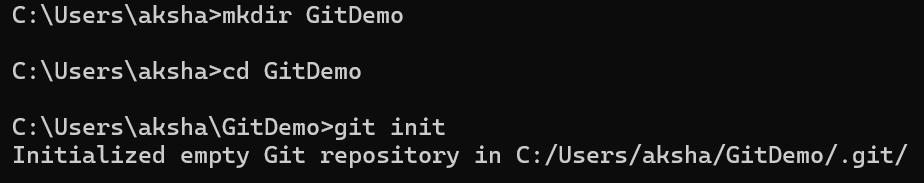 C:\Users\aksha>mkdir GitDemo
C:\Users\aksha>cd GitDemo
C:\Users\aksha\GitDemo>git init
Initialized empty Git repository in C:/Users/aksha/GitDemo/.git/